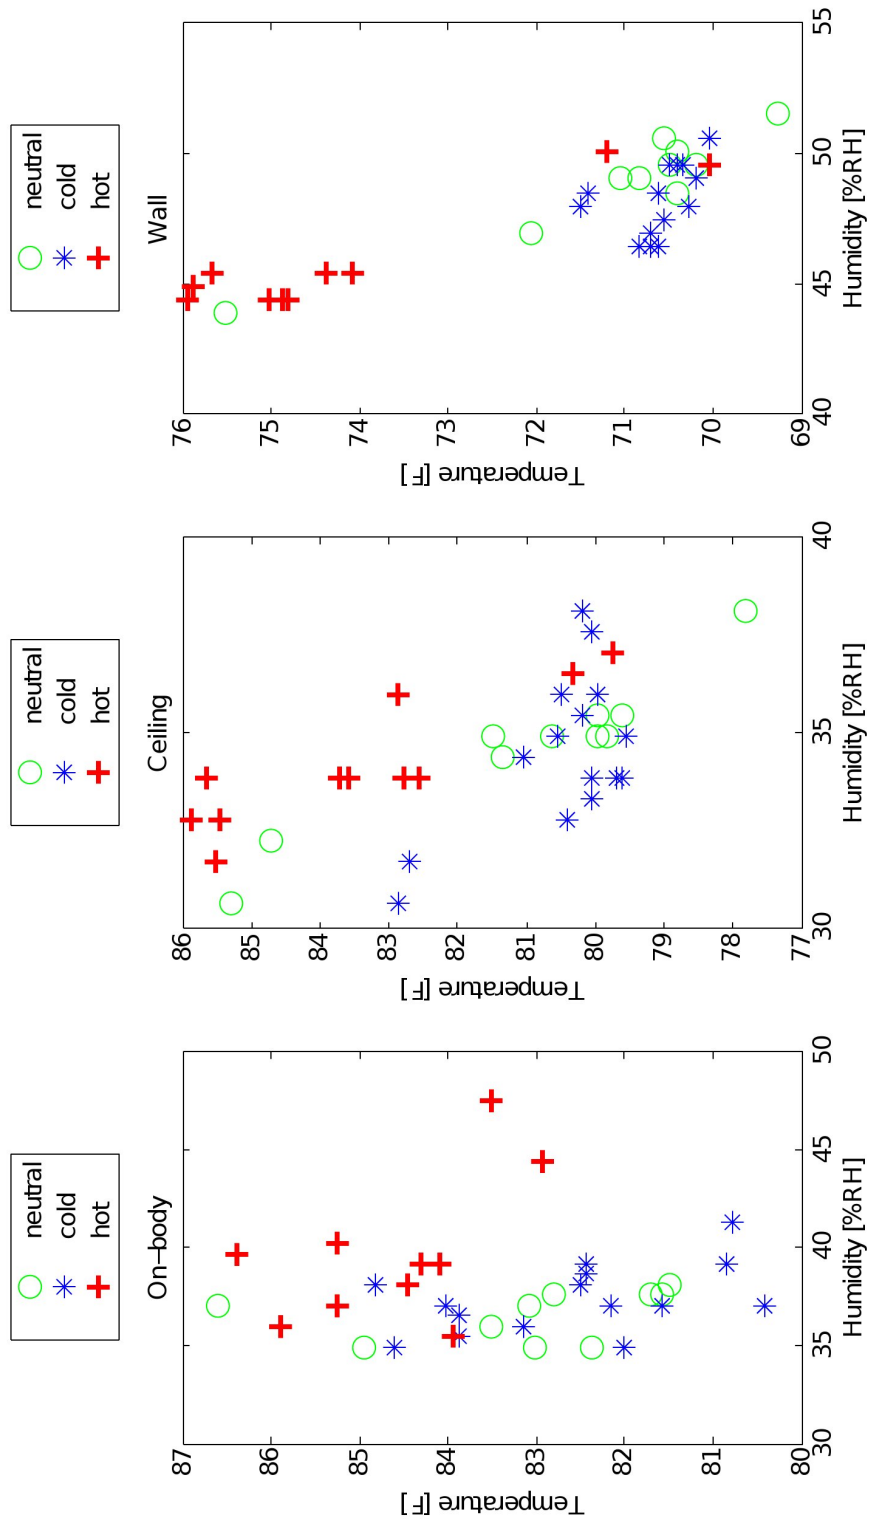 neutral
cold
hot
On−body
87
86
85
84
83
82
81
80
Temperature [F]
30
35
40
45
50
Humidity [%RH]
neutral
cold
hot
Ceiling
86
85
84
83
82
81
80
79
78
77
Temperature [F]
30
35
40
Humidity [%RH]
neutral
cold
hot
Wall
76
75
74
73
72
71
70
69
Temperature [F]
40
45
50
55
Humidity [%RH]